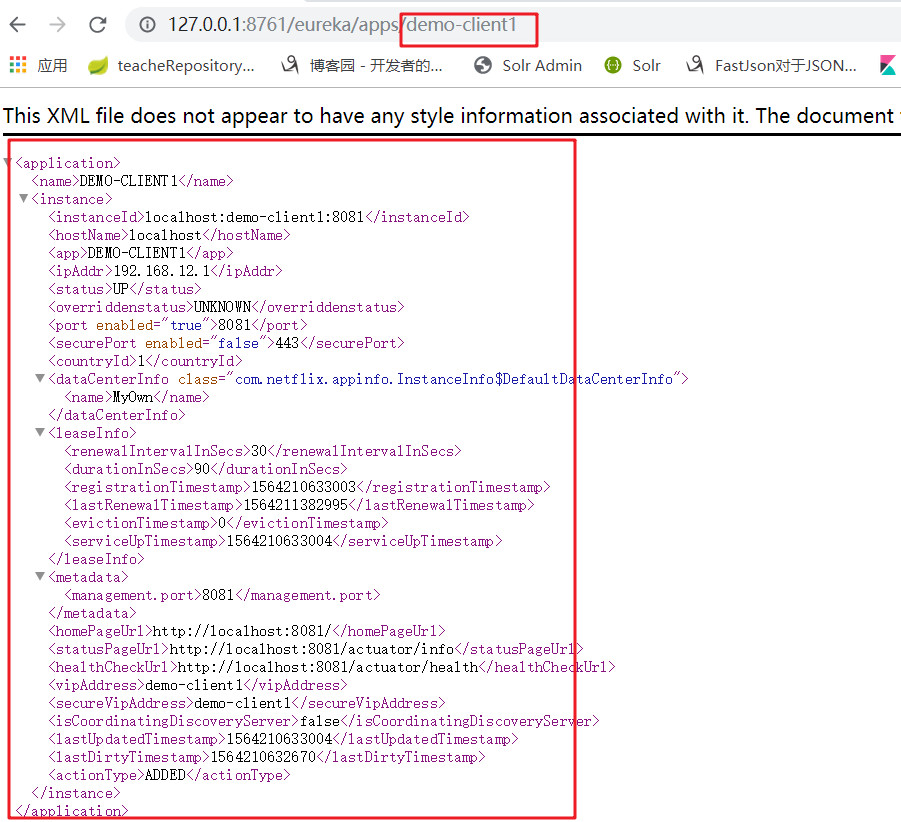 127.0.0.1:8761/eureka/apps/demo-client1
应用 teacheRepository... 博客园 - 开发者的... Solr Admin Solr FastJson对于JSON...
This XML file does not appear to have any style information associated with it. The document
<application>
<name>DEMO-CLIENT1</name>
<instance>
<instanceId>localhost:demo-client1:8081</instanceId>
<hostName>localhost</hostName>
<app>DEMO-CLIENT1</app>
<ipAddr>192.168.12.1</ipAddr>
<status>UP</status>
<overriddenstatus>UNKNOWN</overriddenstatus>
<port enabled="true">8081</port>
<securePort enabled="false">443</securePort>
<countryId>1</countryId>
<dataCenterInfo class="com.netflix.appinfo.InstanceInfo$DefaultDataCenterInfo">
<name>MyOwn</name>
</dataCenterInfo>
<leaseInfo>
<renewalIntervalInSecs>30</renewalIntervalInSecs>
<durationInSecs>90</durationInSecs>
<registrationTimestamp>1564210633003</registrationTimestamp>
<lastRenewalTimestamp>1564211382995</lastRenewalTimestamp>
<evictionTimestamp>0</evictionTimestamp>
<serviceUpTimestamp>1564210633004</serviceUpTimestamp>
</leaseInfo>
<metadata>
<management.port>8081</management.port>
</metadata>
<homePageUrl>http://localhost:8081/</homePageUrl>
<statusPageUrl>http://localhost:8081/actuator/info</statusPageUrl>
<healthCheckUrl>http://localhost:8081/actuator/health</healthCheckUrl>
<vipAddress>demo-client1</vipAddress>
<secureVipAddress>demo-client1</secureVipAddress>
<isCoordinatingDiscoveryServer>false</isCoordinatingDiscoveryServer>
<lastUpdatedTimestamp>1564210633004</lastUpdatedTimestamp>
<lastDirtyTimestamp>1564210632670</lastDirtyTimestamp>
<actionType>ADDED</actionType>
</instance>
</application>